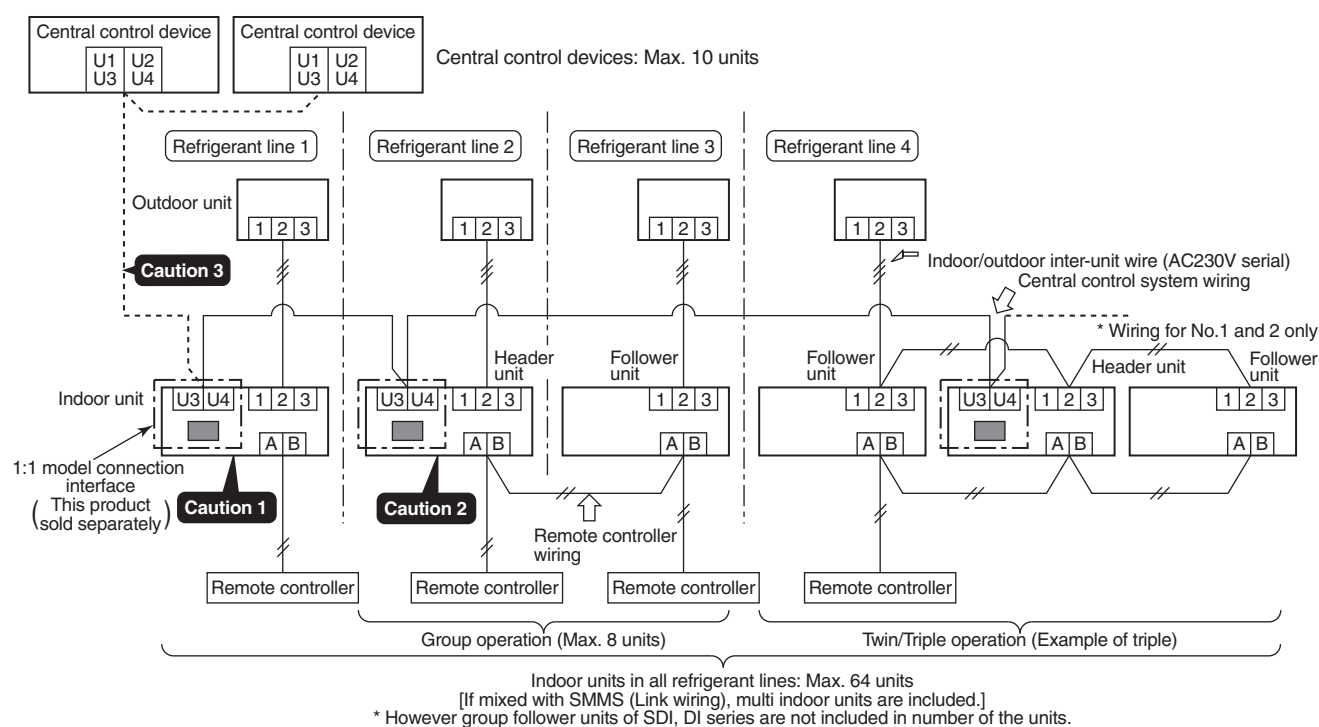 Central control device
U1 U2
U3 U4
Central control device
U1 U2
U3 U4
Central control devices: Max. 10 units
Refrigerant line 1
Refrigerant line 2
Refrigerant line 3
Refrigerant line 4
Outdoor unit
1 2 3
1 2 3
1 2 3
1 2 3
Caution 3
Indoor/outdoor inter-unit wire (AC230V serial)
Central control system wiring
* Wiring for No.1 and 2 only
Header
unit
Follower
unit
Follower
unit
Header unit
Follower
unit
Indoor unit
U3 U4 1 2 3
U3 U4 1 2 3
1 2 3
1 2 3
U3 U4 1 2 3
1 2 3
A B
A B
A B
A B
A B
A B
1:1 model connection
interface
(This product
sold separately)
Caution 1
Caution 2
Remote controller
wiring
Remote controller
Remote controller
Remote controller
Remote controller
Group operation (Max. 8 units)
Twin/Triple operation (Example of triple)
Indoor units in all refrigerant lines: Max. 64 units
[If mixed with SMMS (Link wiring), multi indoor units are included.]
* However group follower units of SDI, DI series are not included in number of the units.